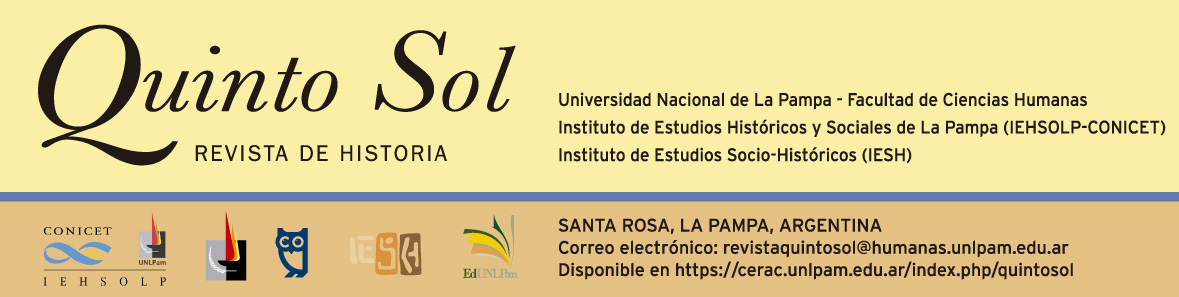 Quinto Sol
REVISTA DE HISTORIA
Universidad Nacional de La Pampa - Facultad de Ciencias Humanas
Instituto de Estudios Históricos y Sociales de La Pampa (IEHSOLP-CONICET)
Instituto de Estudios Socio-Históricos (IESH)
CONICET
UNLPam
IEHSOLP
CO
IESH
EdUNLPam
SANTA ROSA, LA PAMPA, ARGENTINA
Correo electrónico: revistaquintosol@humanas.unlpam.edu.ar
Disponible en https://cerac.unlpam.edu.ar/index.php/quintosol